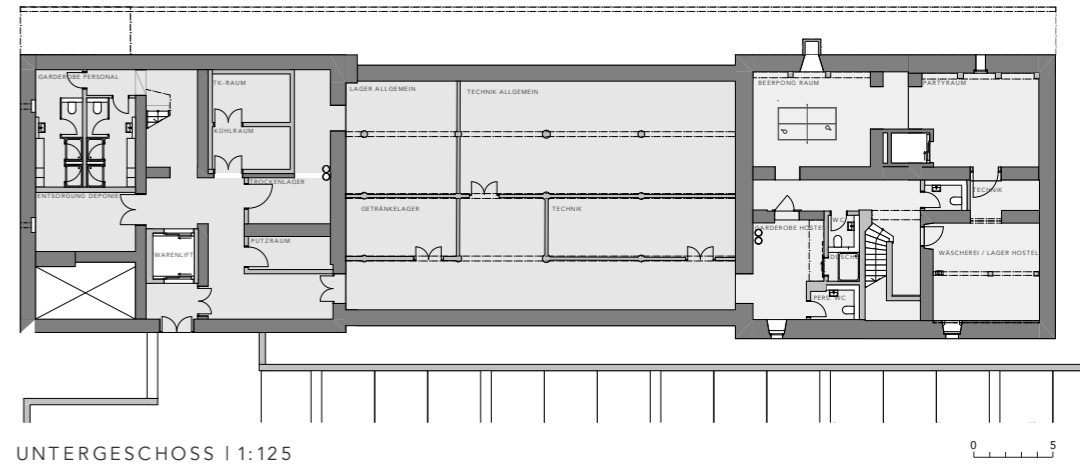 GARDEROBE PERSONAL
TK-RAUM
LAGER ALLGEMEIN
TECHNIK ALLGEMEIN
BEERPONG RAUM
PARTYRAUM
KÜHLRAUM
TROCKENLAGER
TECHNIK
ENTSORGUNG DEPONIE
GETRÄNKELAGER
TECHNIK
WC
GARDEROBE HOSTEL
PUTZRAUM
WARENLIFT
DUSCHE
WÄSCHEREI / LAGER HOSTEL
PERS. WC
UNTERGESCHOSS | 1:125
0 5